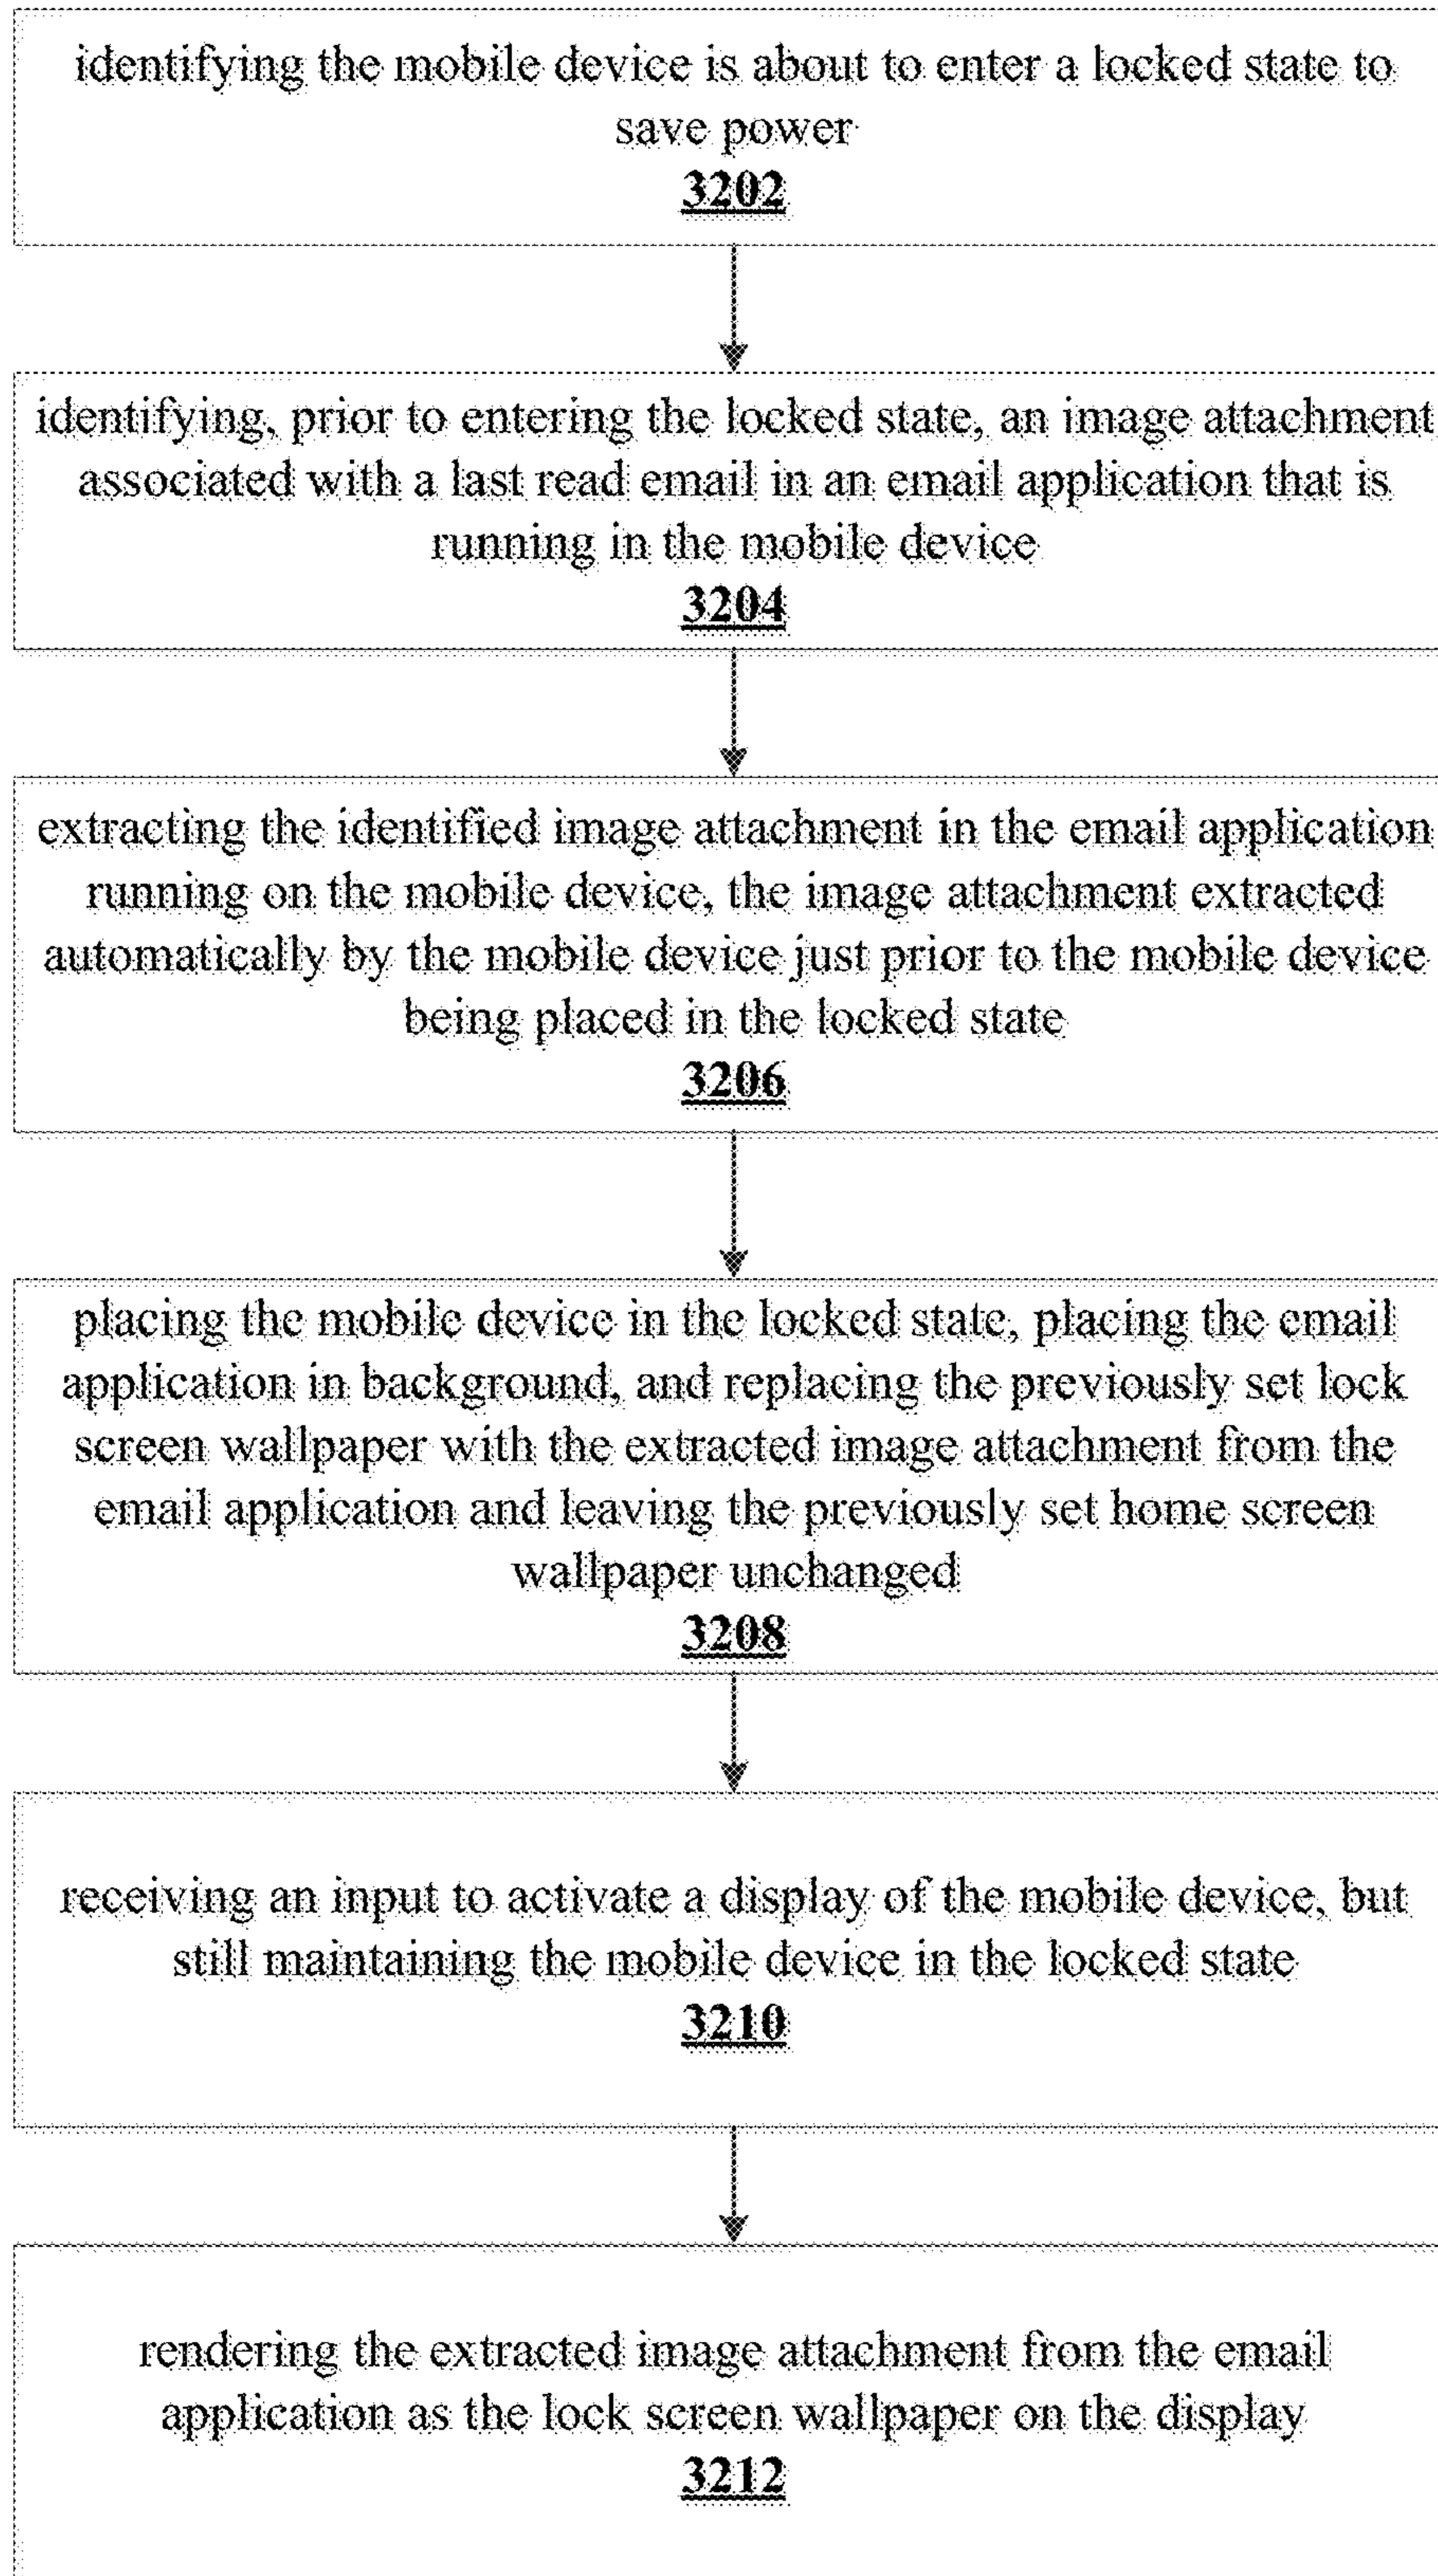 identifying the mobile device is about to enter a locked state to
save power
3202
identifying, prior to entering the locked state, an image attachment
associated with a last read email in an email application that is
running in the mobile device
3204
extracting the identified image attachment in the email application
running on the mobile device, the image attachment extracted
automatically by the mobile device just prior to the mobile device
being placed in the locked state
3206
placing the mobile device in the locked state, placing the email
application in background, and replacing the previously set lock
screen wallpaper with the extracted image attachment from the
email application and leaving the previously set home screen
wallpaper unchanged
3208
receiving an input to activate a display of the mobile device, but
still maintaining the mobile device in the locked state
3210
rendering the extracted image attachment from the email
application as the lock screen wallpaper on the display
3212